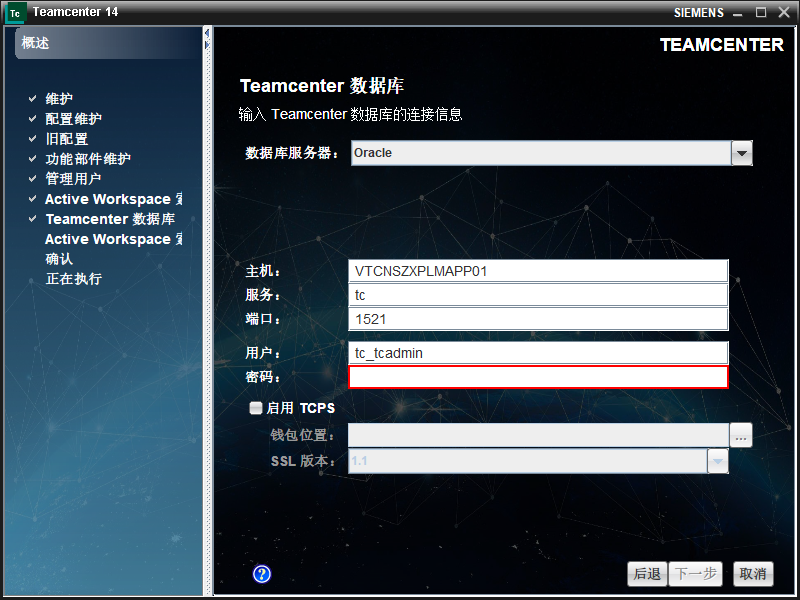 Tc Teamcenter 14 SIEMENS
TEAMCENTER
概述
维护
配置维护
旧配置
功能部件维护
管理用户
Active Workspace
Teamcenter 数据库
Active Workspace
确认
正在执行
Teamcenter 数据库
输入 Teamcenter 数据库的连接信息
数据库服务器： Oracle
主机： VTCNSZXPLMAPP01
服务： tc
端口： 1521
用户： tc_tcadmin
密码：
启用 TCPS
钱包位置： ...
SSL 版本： 1.1
?
后退 下一步 取消